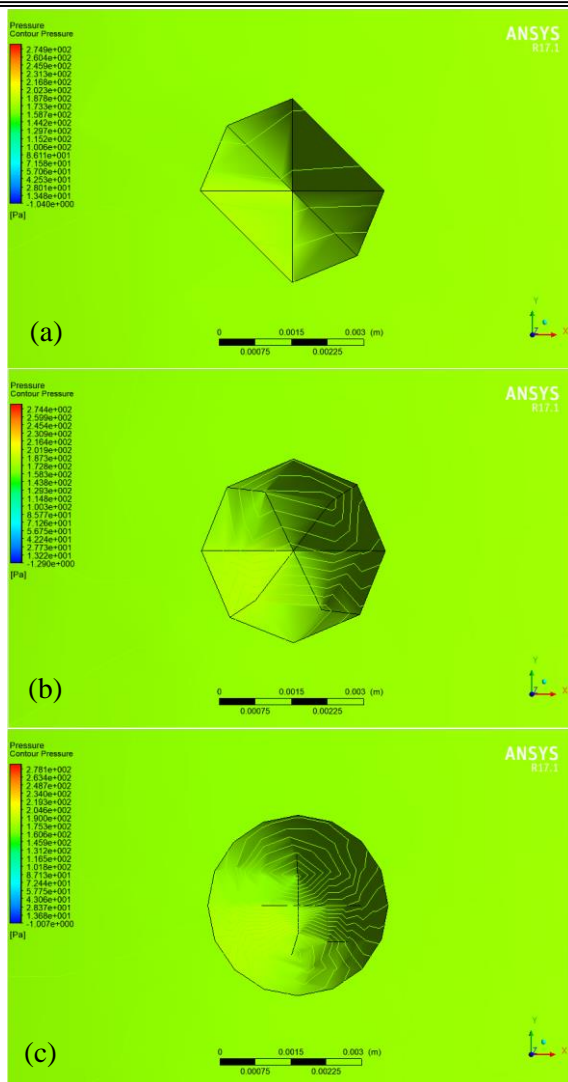 Pressure
Contour Pressure
2.749e+002
2.604e+002
2.459e+002
2.313e+002
2.168e+002
2.023e+002
1.878e+002
1.733e+002
1.587e+002
1.442e+002
1.297e+002
1.152e+002
1.006e+002
8.611e+001
7.158e+001
5.706e+001
4.253e+001
2.801e+001
1.348e+001
-1.040e+000
[Pa]
ANSYS
R17.1
(a)
0 0.0015 0.003 (m)
0.00075 0.00225
Y
Z X
Pressure
Contour Pressure
2.744e+002
2.599e+002
2.454e+002
2.309e+002
2.164e+002
2.019e+002
1.873e+002
1.728e+002
1.583e+002
1.438e+002
1.293e+002
1.148e+002
1.003e+002
8.577e+001
7.126e+001
5.675e+001
4.224e+001
2.773e+001
1.322e+001
-1.290e+000
[Pa]
ANSYS
R17.1
(b)
0 0.0015 0.003 (m)
0.00075 0.00225
Y
Z X
Pressure
Contour Pressure
2.781e+002
2.634e+002
2.487e+002
2.340e+002
2.193e+002
2.046e+002
1.900e+002
1.753e+002
1.606e+002
1.459e+002
1.312e+002
1.165e+002
1.018e+002
8.713e+001
7.244e+001
5.775e+001
4.306e+001
2.837e+001
1.368e+001
-1.007e+000
[Pa]
ANSYS
R17.1
(c)
0 0.0015 0.003 (m)
0.00075 0.00225
Y
Z X